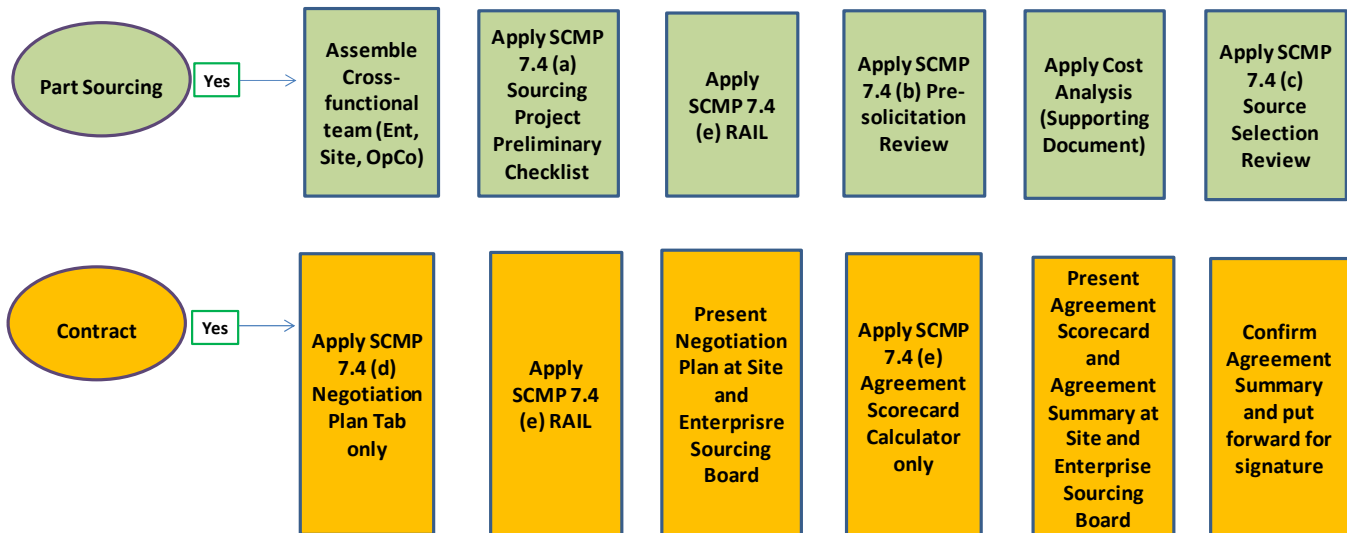 Part Sourcing
Yes
Assemble
Cross-
functional
team (Ent,
Site, OpCo)
Apply SCMP
7.4 (a)
Sourcing
Project
Preliminary
Checklist
Apply
SCMP 7.4
(e) RAIL
Apply SCMP
7.4 (b) Pre-
solicitation
Review
Apply Cost
Analysis
(Supporting
Document)
Apply SCMP
7.4 (c)
Source
Selection
Review
Contract
Yes
Apply SCMP
7.4 (d)
Negotiation
Plan Tab
only
Apply
SCMP 7.4
(e) RAIL
Present
Negotiation
Plan at Site
and
Enterprisre
Sourcing
Board
Apply SCMP
7.4 (e)
Agreement
Scorecard
Calculator
only
Present
Agreement
Scorecard
and
Agreement
Summary at
Site and
Enterprise
Sourcing
Board
Confirm
Agreement
Summary
and put
forward for
signature